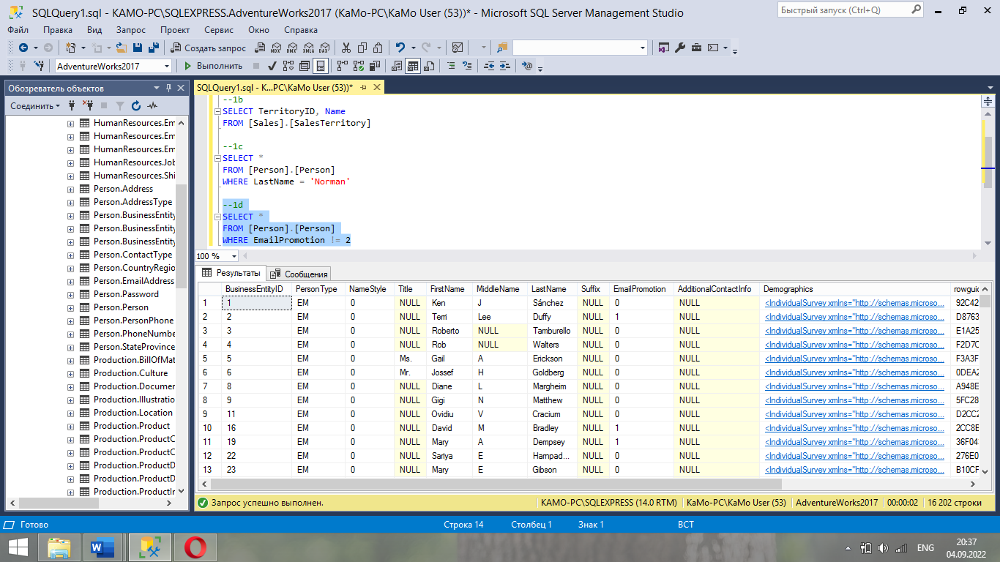 SQLQuery1.sql - KAMO-PC\SQLEXPRESS.AdventureWorks2017 (KaMo-PC\KaMo User (53))* - Microsoft SQL Server Management Studio
Быстрый запуск (Ctrl+Q)
Файл Правка Вид Запрос Проект Сервис Окно Справка
Создать запрос MDX DMX XMLA DAX
AdventureWorks2017 Выполнить
Обозреватель объектов
Соединить
HumanResources.Em
HumanResources.Em
HumanResources.Em
HumanResources.Job
HumanResources.Shi
Person.Address
Person.AddressType
Person.BusinessEntity
Person.BusinessEntity
Person.BusinessEntity
Person.ContactType
Person.CountryRegio
Person.EmailAddress
Person.Password
Person.Person
Person.PersonPhone
Person.PhoneNumbe
Person.StateProvince
Production.BillOfMat
Production.Culture
Production.Documen
Production.Illustratio
Production.Location
Production.Product
Production.ProductC
Production.ProductC
Production.ProductD
Production.ProductD
Production.ProductIn
SQLQuery1.sql - K...PC\KaMo User (53))*
--1b
SELECT TerritoryID, Name
FROM [Sales].[SalesTerritory]
--1c
SELECT *
FROM [Person].[Person]
WHERE LastName = 'Norman'
--1d
SELECT *
FROM [Person].[Person]
WHERE EmailPromotion != 2
100 %
Результаты Сообщения
BusinessEntityID PersonType NameStyle Title FirstName MiddleName LastName Suffix EmailPromotion AdditionalContactInfo Demographics rowguid
1 1 EM 0 NULL Ken J Sánchez NULL 0 NULL <IndividualSurvey xmlns="http://schemas.microso... 92C42
2 2 EM 0 NULL Terri Lee Duffy NULL 1 NULL <IndividualSurvey xmlns="http://schemas.microso... D8763
3 3 EM 0 NULL Roberto NULL Tamburello NULL 0 NULL <IndividualSurvey xmlns="http://schemas.microso... E1A25
4 4 EM 0 NULL Rob NULL Walters NULL 0 NULL <IndividualSurvey xmlns="http://schemas.microso... F2D7C
5 5 EM 0 Ms. Gail A Erickson NULL 0 NULL <IndividualSurvey xmlns="http://schemas.microso... F3A3F
6 6 EM 0 Mr. Jossef H Goldberg NULL 0 NULL <IndividualSurvey xmlns="http://schemas.microso... 0DEA2
7 8 EM 0 NULL Diane L Margheim NULL 0 NULL <IndividualSurvey xmlns="http://schemas.microso... A948E
8 9 EM 0 NULL Gigi N Matthew NULL 0 NULL <IndividualSurvey xmlns="http://schemas.microso... 5FC28
9 11 EM 0 NULL Ovidiu V Cracium NULL 0 NULL <IndividualSurvey xmlns="http://schemas.microso... D2CC2
10 16 EM 0 NULL David M Bradley NULL 1 NULL <IndividualSurvey xmlns="http://schemas.microso... 2CC8E
11 19 EM 0 NULL Mary A Dempsey NULL 1 NULL <IndividualSurvey xmlns="http://schemas.microso... 36F04
12 22 EM 0 NULL Sariya E Hampad... NULL 0 NULL <IndividualSurvey xmlns="http://schemas.microso... 276E0
13 23 EM 0 NULL Mary E Gibson NULL 0 NULL <IndividualSurvey xmlns="http://schemas.microso... B10CF
Запрос успешно выполнен. KAMO-PC\SQLEXPRESS (14.0 RTM) KaMo-PC\KaMo User (53) AdventureWorks2017 00:00:02 16 202 строки
Готово Строка 14 Столбец 1 Знак 1 ВСТ
ENG 20:37
04.09.2022